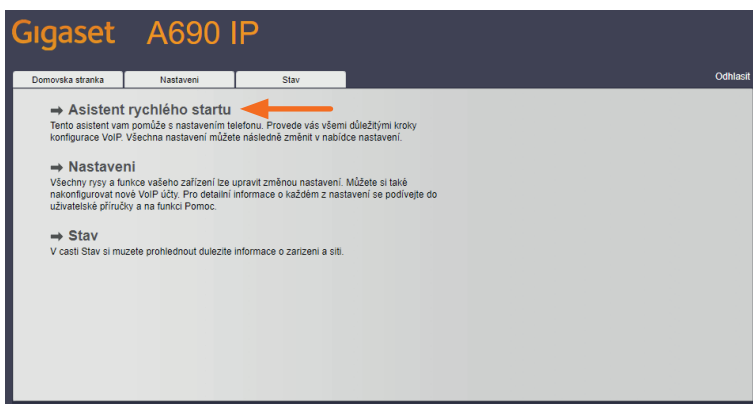 Gigaset A690 IP
Domovska stranka Nastaveni Stav Odhlasit
Asistent rychlého startu
Tento asistent vam pomůže s nastavením telefonu. Provede vás všemi důležitými kroky
konfigurace VoIP. Všechna nastavení můžete následně změnit v nabídce nastavení.
Nastaveni
Všechny rysy a funkce vašeho zařízení lze upravit změnou nastavení. Můžete si také
nakonfigurovat nové VoIP účty. Pro detailní informace o každém z nastavení se podívejte do
uživatelské příručky a na funkci Pomoc.
Stav
V casti Stav si muzete prohlednout dulezite informace o zarizeni a siti.